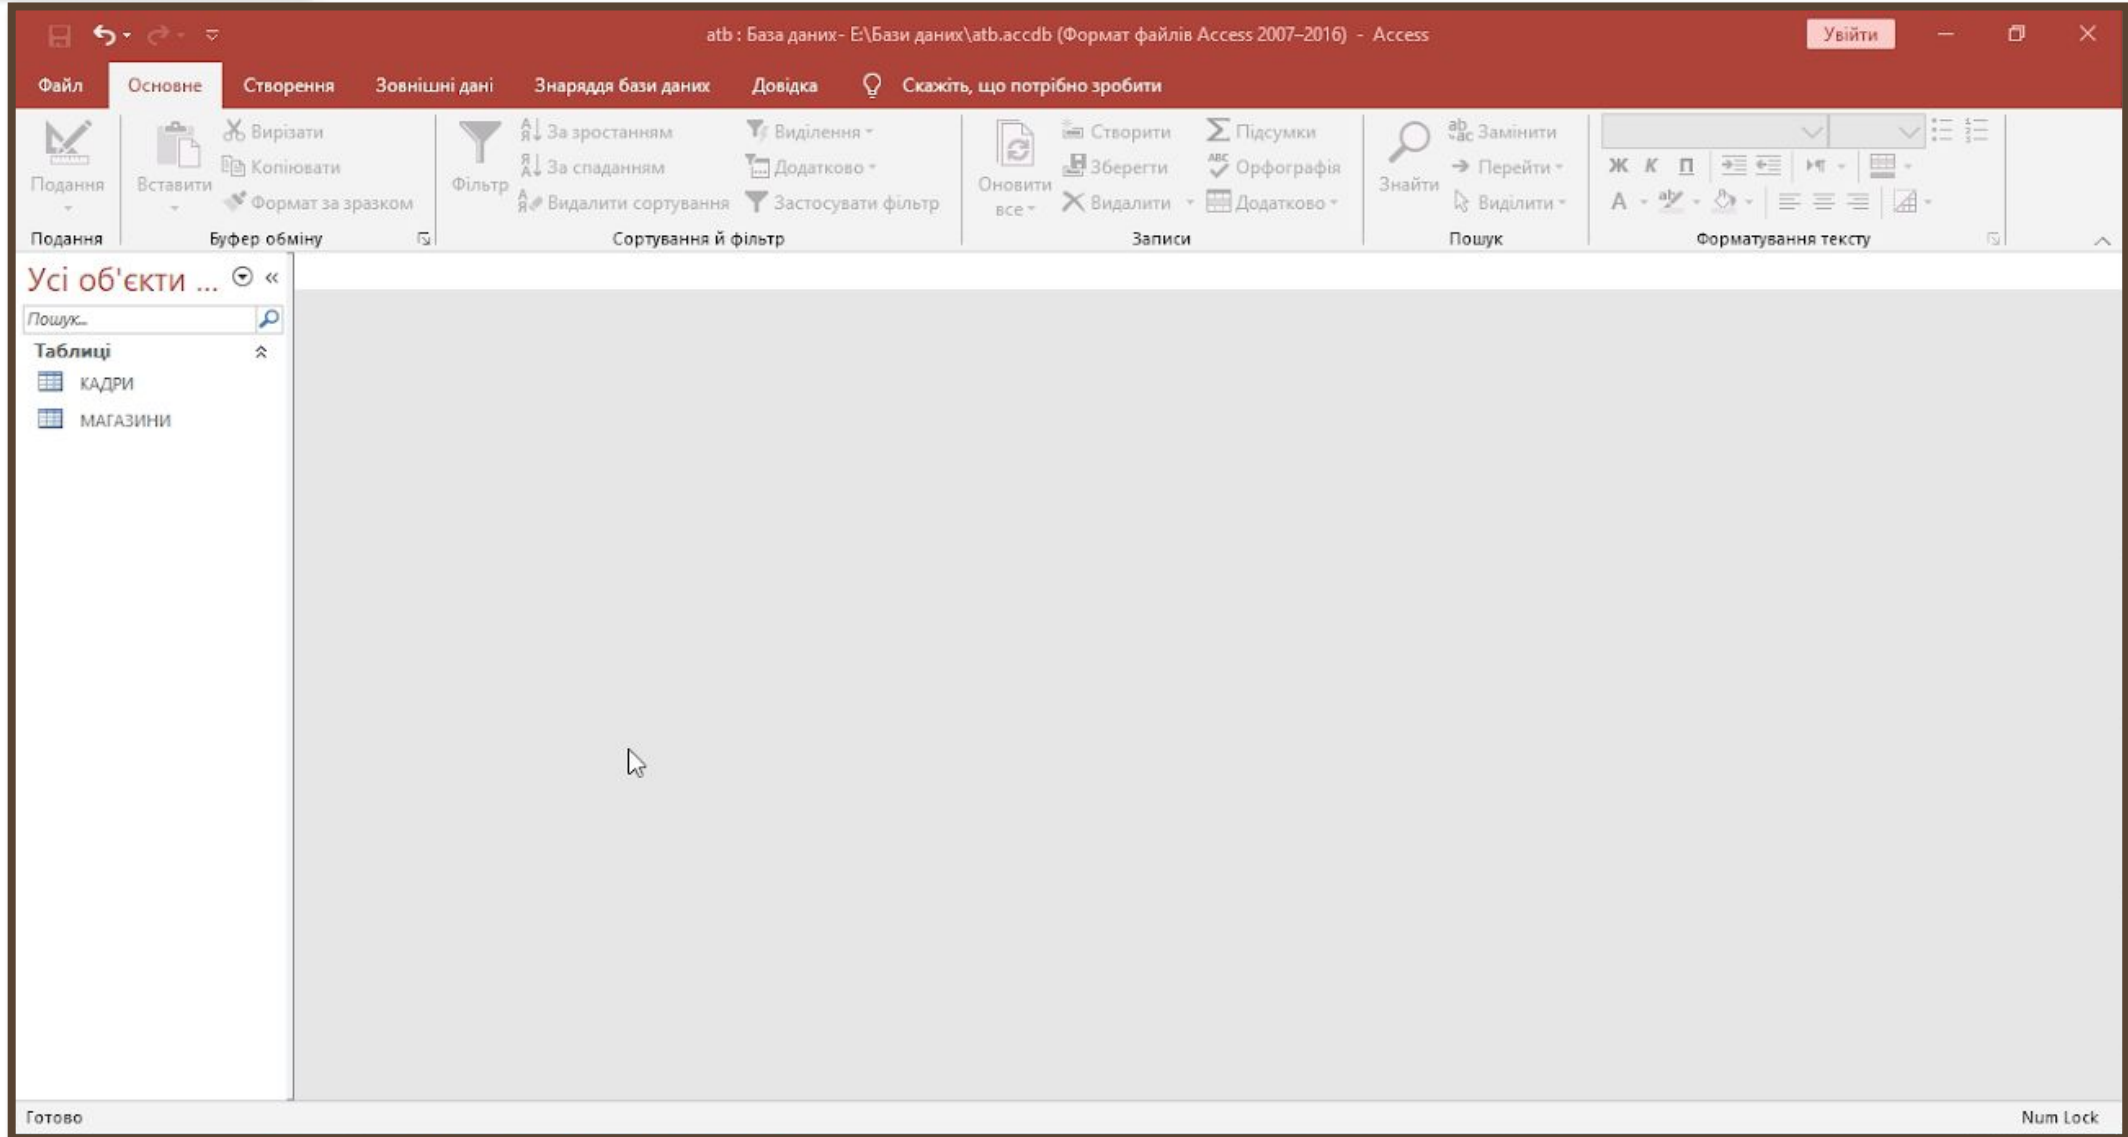 atb : База даних- E:\Бази даних\atb.accdb (Формат файлів Access 2007–2016) - Access
Увійти
Файл Основне Створення Зовнішні дані Знаряддя бази даних Довідка Скажіть, що потрібно зробити
Подання
Вставити
Вирізати
Копіювати
Формат за зразком
Фільтр
За зростанням
За спаданням
Видалити сортування
Виділення
Додатково
Застосувати фільтр
Оновити
все
Створити
Зберегти
Видалити
Підсумки
Орфографія
Додатково
Знайти
Замінити
Перейти
Виділити
Ж К П
А
Подання Буфер обміну Сортування й фільтр Записи Пошук Форматування тексту
Усі об'єкти ...
Пошук...
Таблиці
КАДРИ
МАГАЗИНИ
Готово
Num Lock